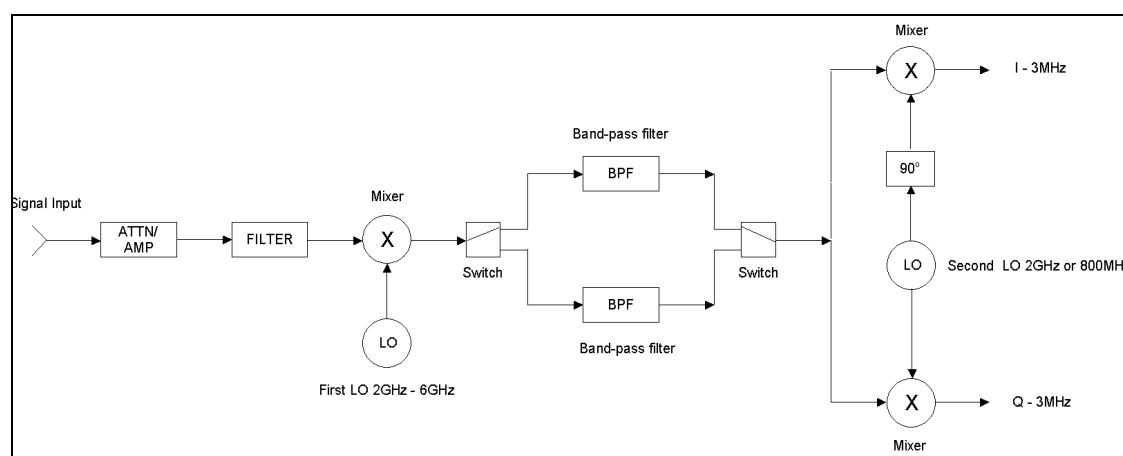 Mixer
X
I - 3MHz
Band-pass filter
BPF
90°
Signal Input
Mixer
ATTN/
AMP
FILTER
X
Switch
Switch
LO
Second LO 2GHz or 800MH
BPF
LO
Band-pass filter
First LO 2GHz - 6GHz
X
Q - 3MHz
Mixer